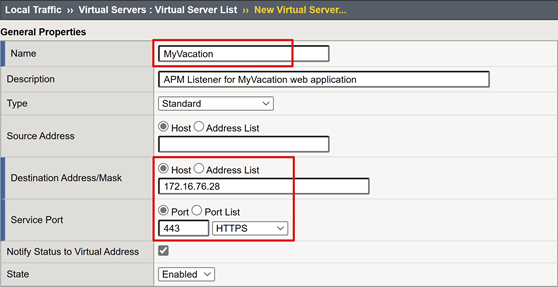 Local Traffic ›› Virtual Servers : Virtual Server List ›› New Virtual Server...
General Properties
Name MyVacation
Description APM Listener for MyVacation web application
Type Standard
Source Address Host Address List
Destination Address/Mask Host Address List
172.16.76.28
Service Port Port Port List
443 HTTPS
Notify Status to Virtual Address
State Enabled